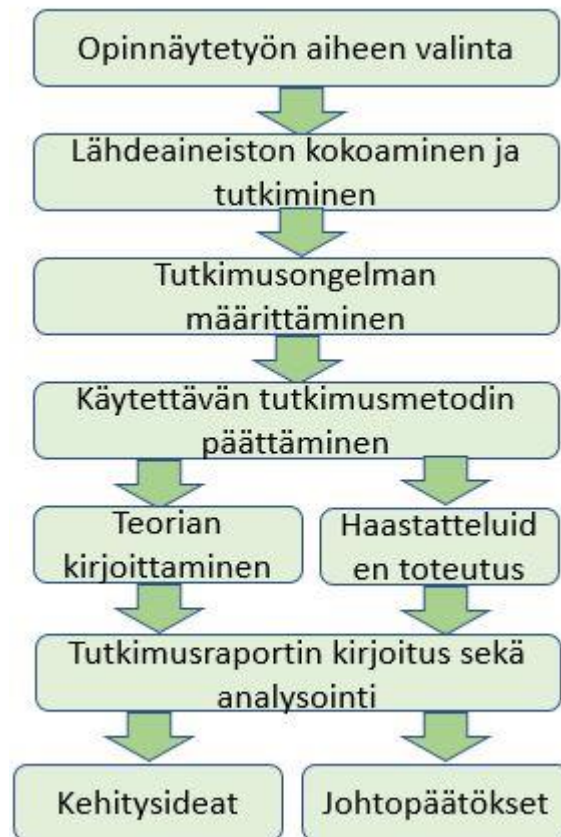 Opinnäytetyön aiheen valinta
Lähdeaineiston kokoaminen ja
tutkiminen
Tutkimusongelman
määrittäminen
Käytettävän tutkimusmetodin
päättäminen
Teorian
kirjoittaminen
Haastatteluid
en toteutus
Tutkimusraportin kirjoitus sekä
analysointi
Kehitysideat
Johtopäätökset